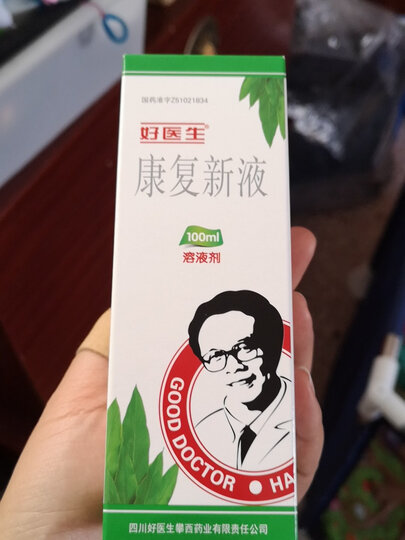 国药准字Z51021834
好医生®
康复新液
100ml
溶液剂
GOOD DOCTOR • HA
四川好医生攀西药业有限责任公司